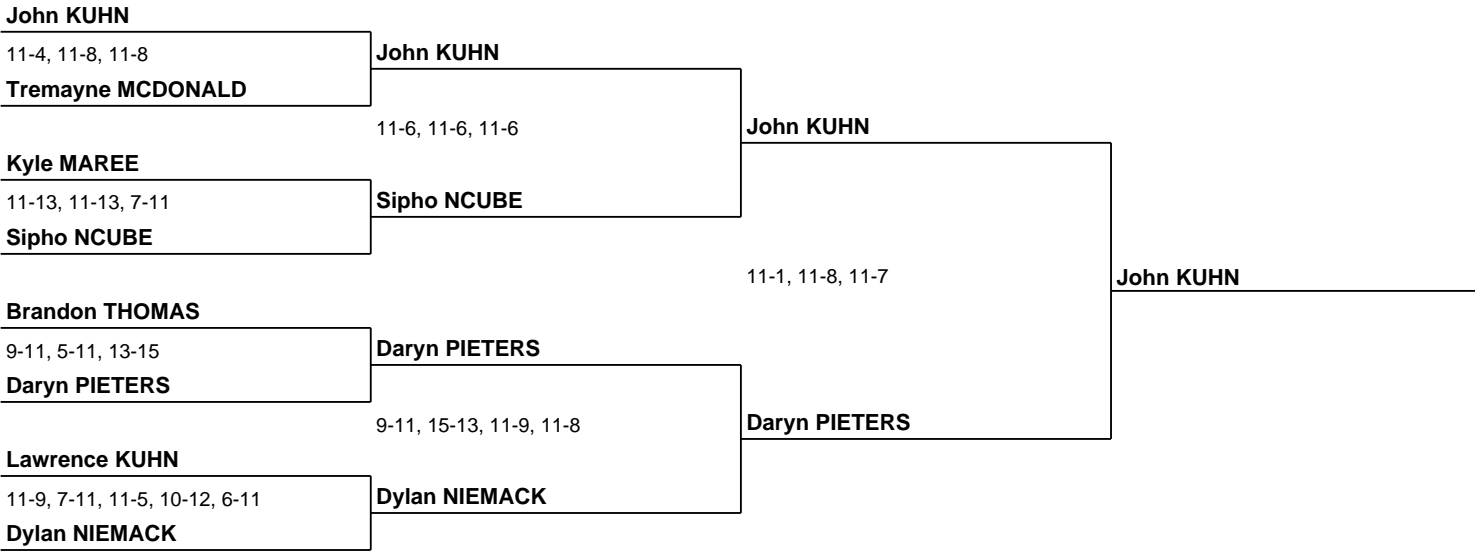 John KUHN
11-4, 11-8, 11-8
John KUHN
Tremayne MCDONALD
11-6, 11-6, 11-6
John KUHN
Kyle MAREE
11-13, 11-13, 7-11
Sipho NCUBE
Sipho NCUBE
11-1, 11-8, 11-7
John KUHN
Brandon THOMAS
9-11, 5-11, 13-15
Daryn PIETERS
Daryn PIETERS
9-11, 15-13, 11-9, 11-8
Daryn PIETERS
Lawrence KUHN
11-9, 7-11, 11-5, 10-12, 6-11
Dylan NIEMACK
Dylan NIEMACK